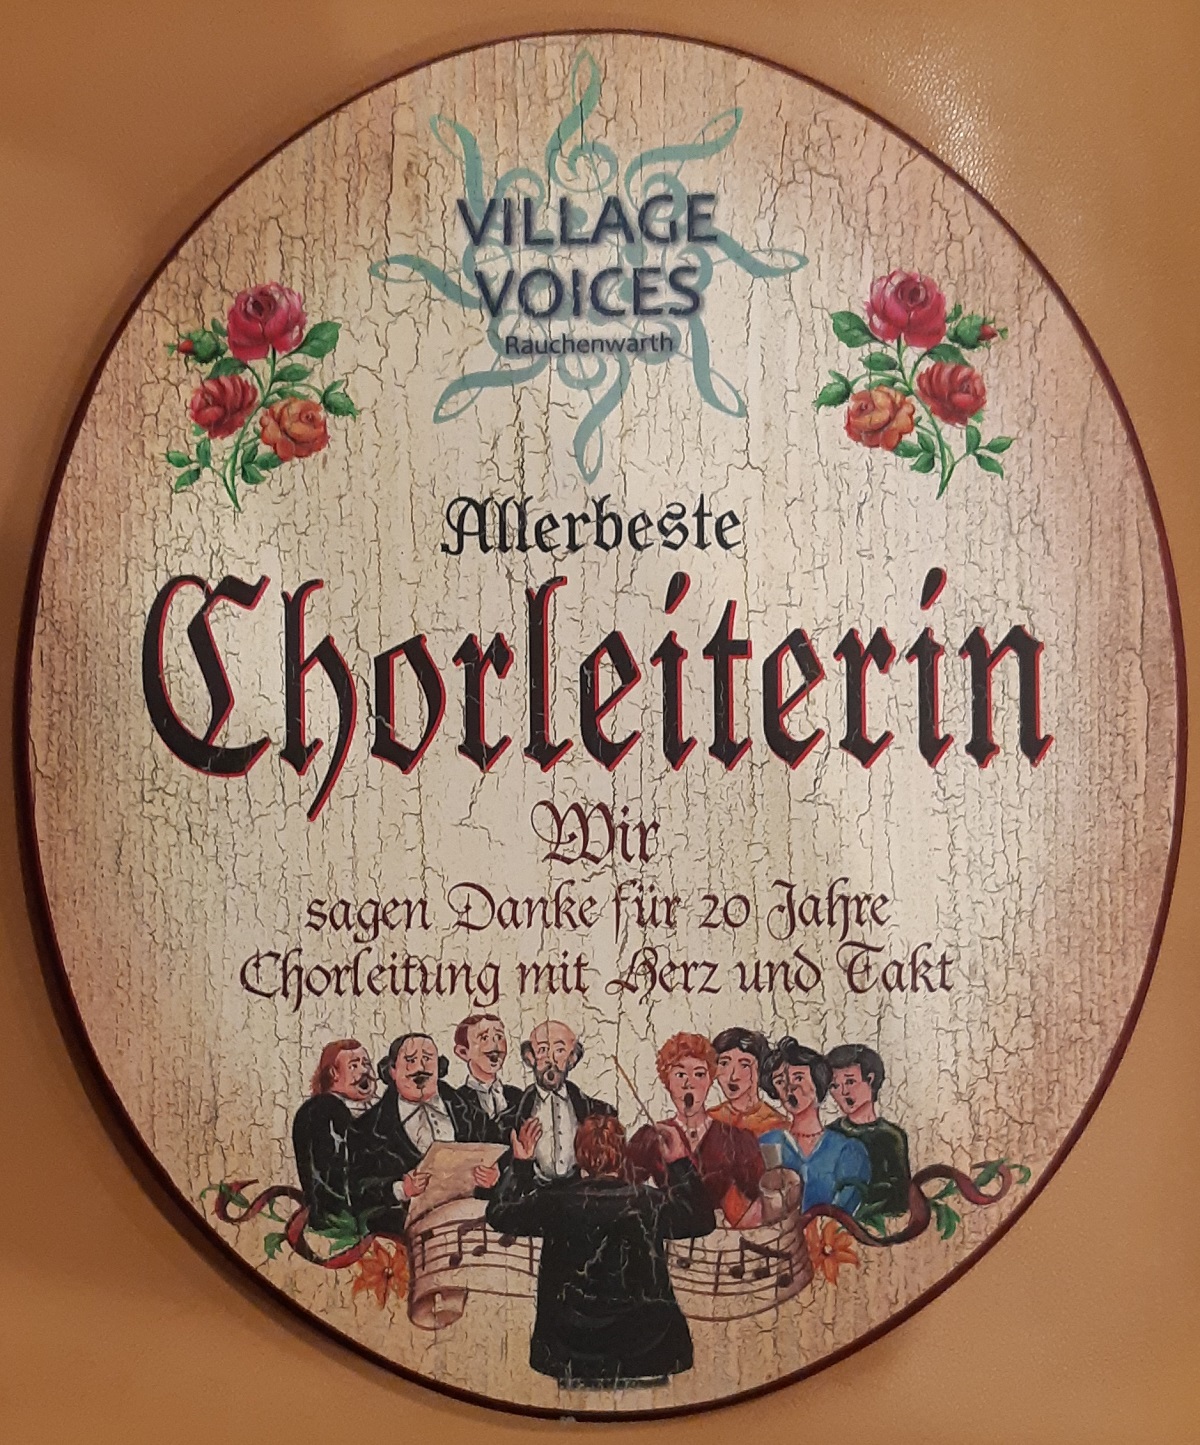 VILLAGE
VOICES
Rauchenwarth
Allerbeste
Chorleiterin
Wir
sagen Danke für 20 Jahre
Chorleitung mit Herz und Takt